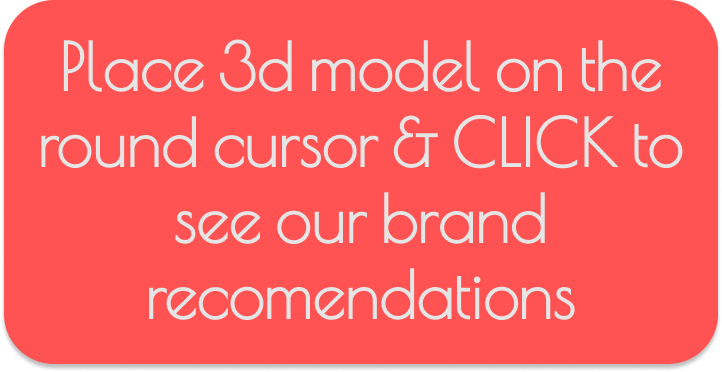 Place 3d model on the
round cursor & CLICK to
see our brand
recomendations